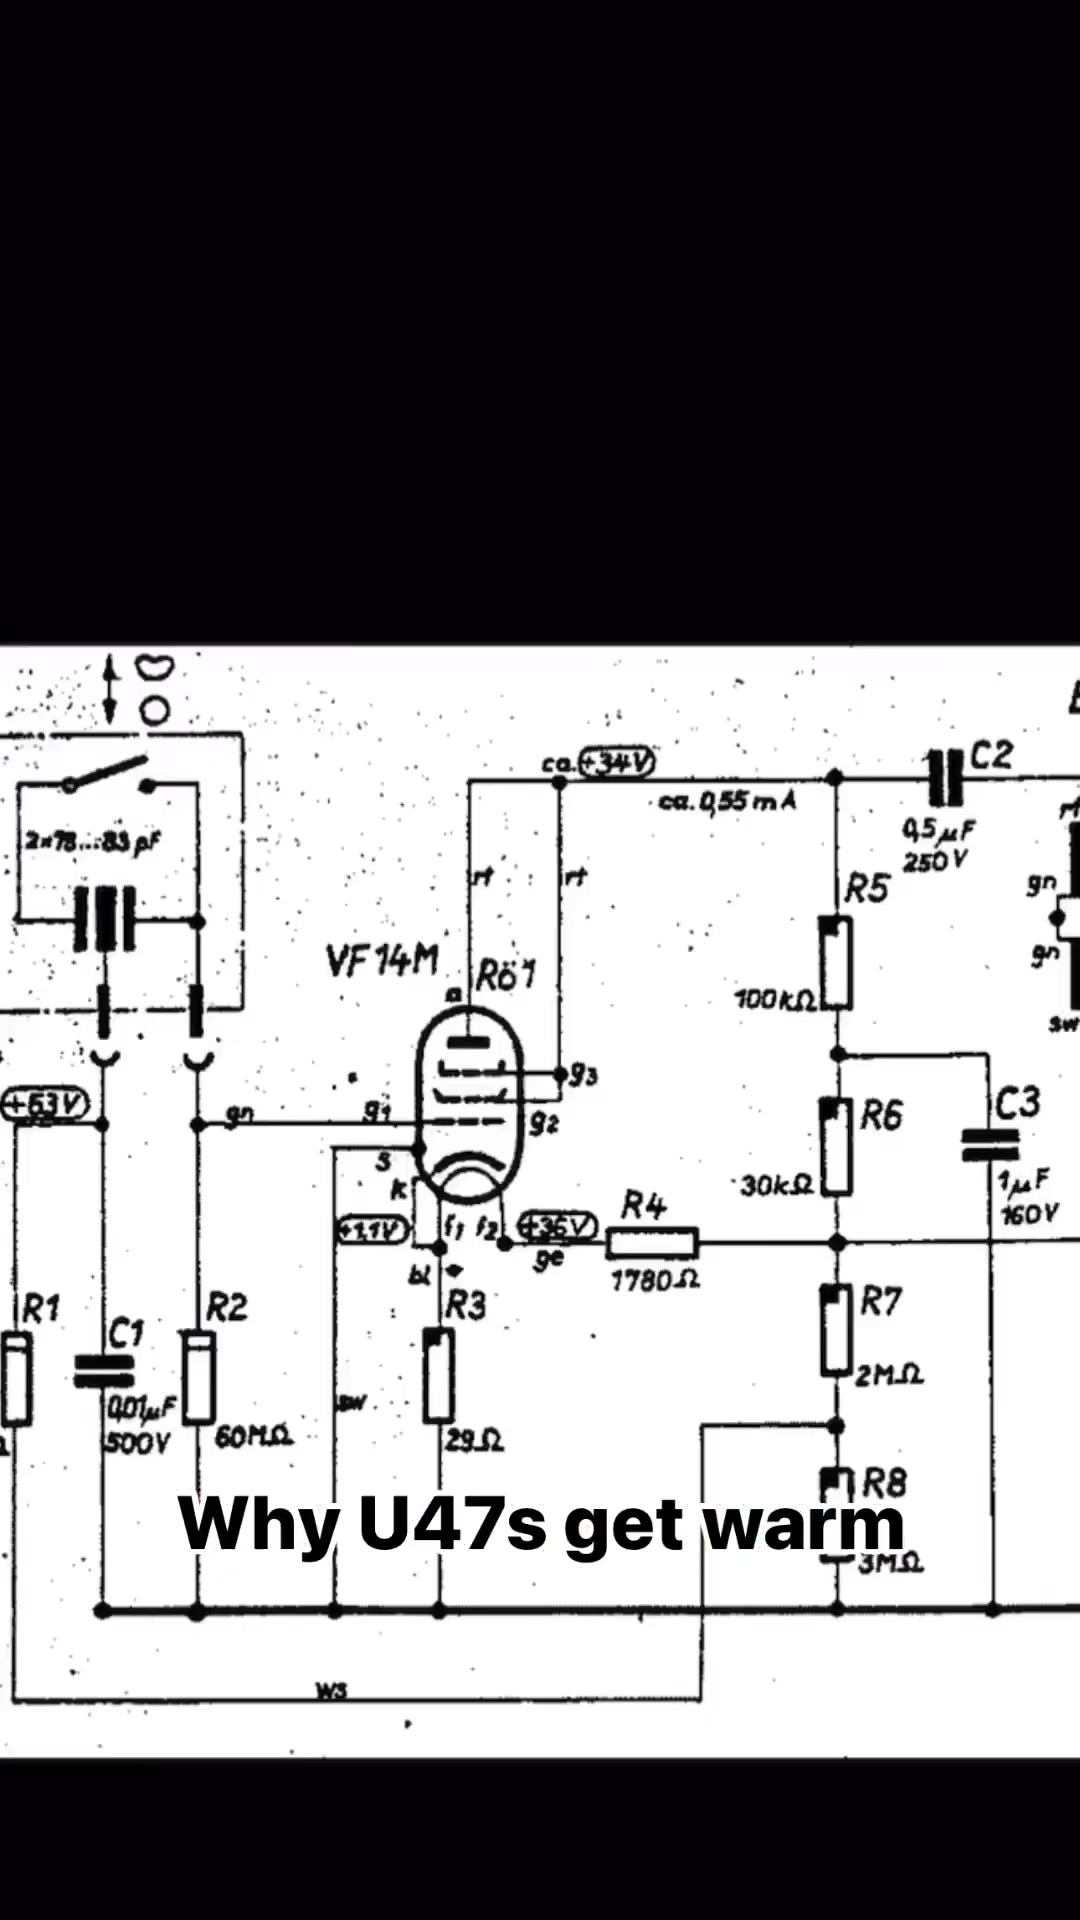 C2
ca. +34V
ca. 0,55 mA
0,5µF
250V
2×78...83 pF
rt
rt
R5
gn
gn
sw
VF14M
Rö1
a
100kΩ
g3
+63V
gn
g1
g2
R6
C3
s
k
30kΩ
1µF
160V
+1.1V
f1
f2
+36V
R4
ge
1780Ω
bl
R1
C1
R2
R3
R7
0,01µF
500V
60MΩ
sw
29Ω
2MΩ
R8
Why U47s get warm
3MΩ
ws